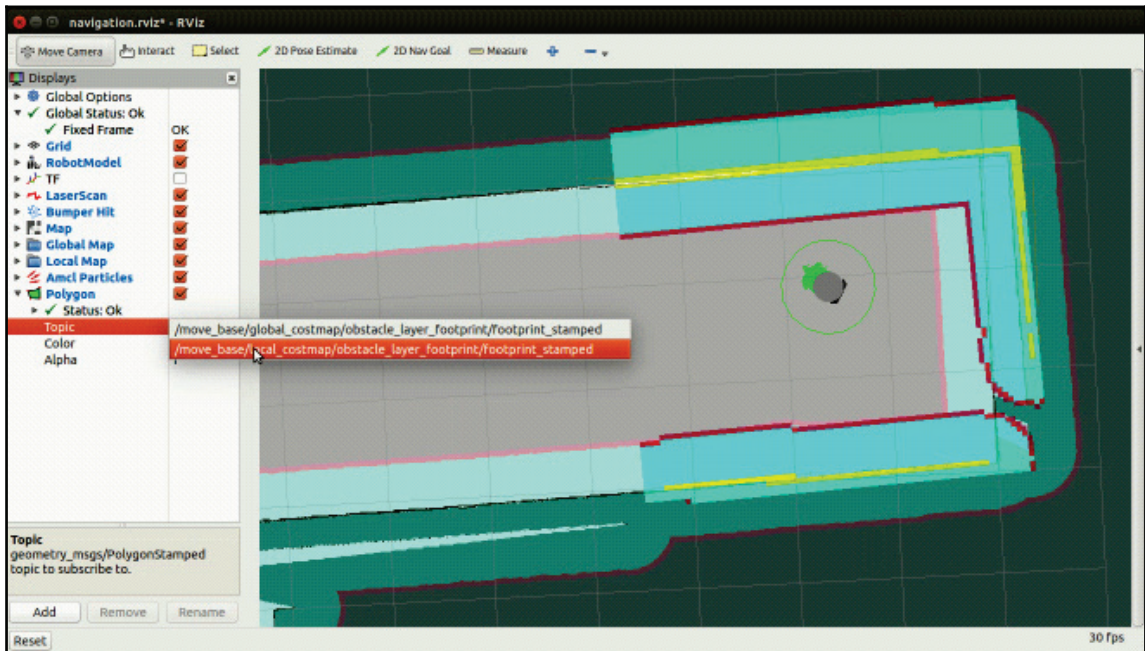 navigation.rviz* - RViz
Move Camera Interact Select 2D Pose Estimate 2D Nav Goal Measure
Displays
Global Options
Global Status: Ok
Fixed Frame OK
Grid
RobotModel
TF
LaserScan
Bumper Hit
Map
Global Map
Local Map
Amcl Particles
Polygon
Status: Ok
Topic
/move_base/global_costmap/obstacle_layer_footprint/footprint_stamped
Color
/move_base/local_costmap/obstacle_layer_footprint/footprint_stamped
Alpha
Topic
geometry_msgs/PolygonStamped
topic to subscribe to.
Add Remove Rename
Reset
30 fps